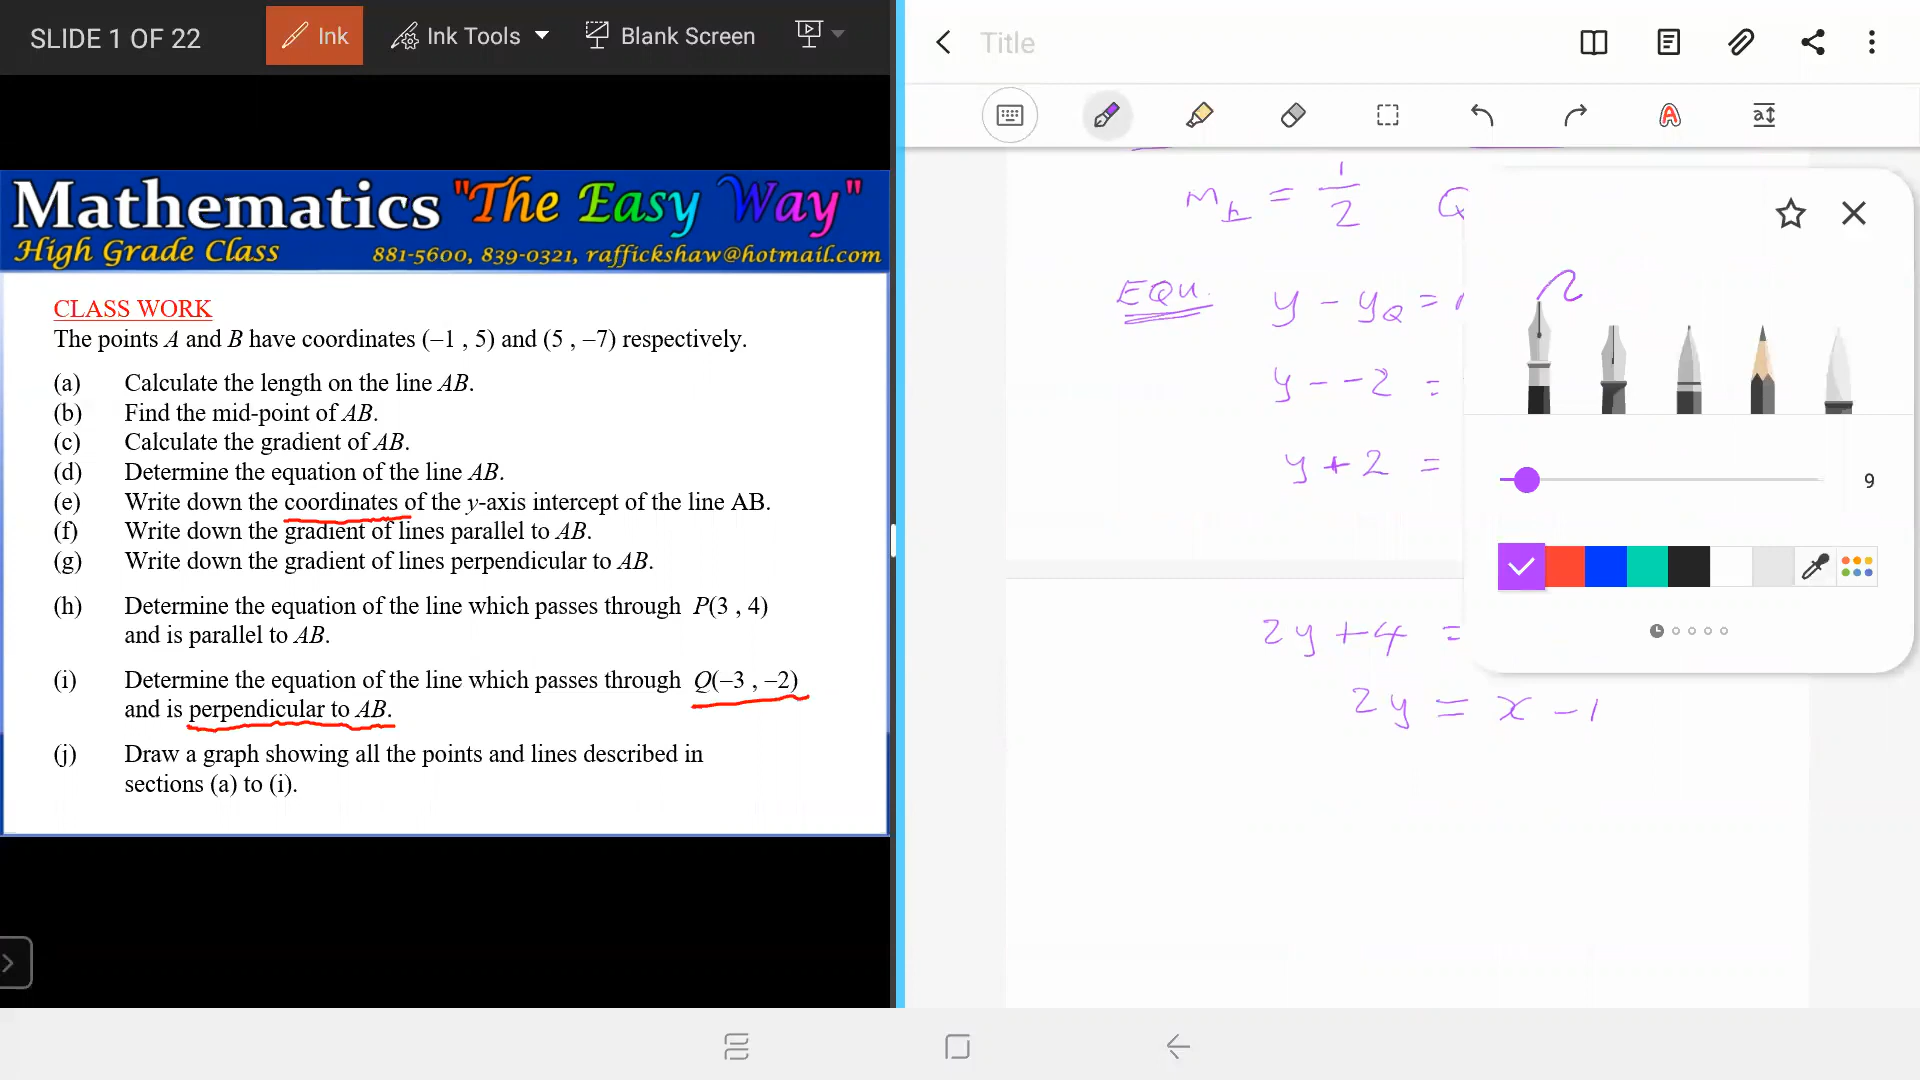 SLIDE 1 OF 22 Ink Ink Tools Blank Screen
Title
Mathematics "The Easy Way"
High Grade Class 881-5600, 839-0321, raffickshaw@hotmail.com
CLASS WORK
The points A and B have coordinates (–1 , 5) and (5 , –7) respectively.
(a) Calculate the length on the line AB.
(b) Find the mid-point of AB.
(c) Calculate the gradient of AB.
(d) Determine the equation of the line AB.
(e) Write down the coordinates of the y-axis intercept of the line AB.
(f) Write down the gradient of lines parallel to AB.
(g) Write down the gradient of lines perpendicular to AB.
(h) Determine the equation of the line which passes through P(3 , 4)
and is parallel to AB.
(i) Determine the equation of the line which passes through Q(–3 , –2)
and is perpendicular to AB.
(j) Draw a graph showing all the points and lines described in
sections (a) to (i).
= 1/2 Q
EQU. y - yQ =
y - -2 =
y + 2 =
2y + 4 =
2y = x - 1
9